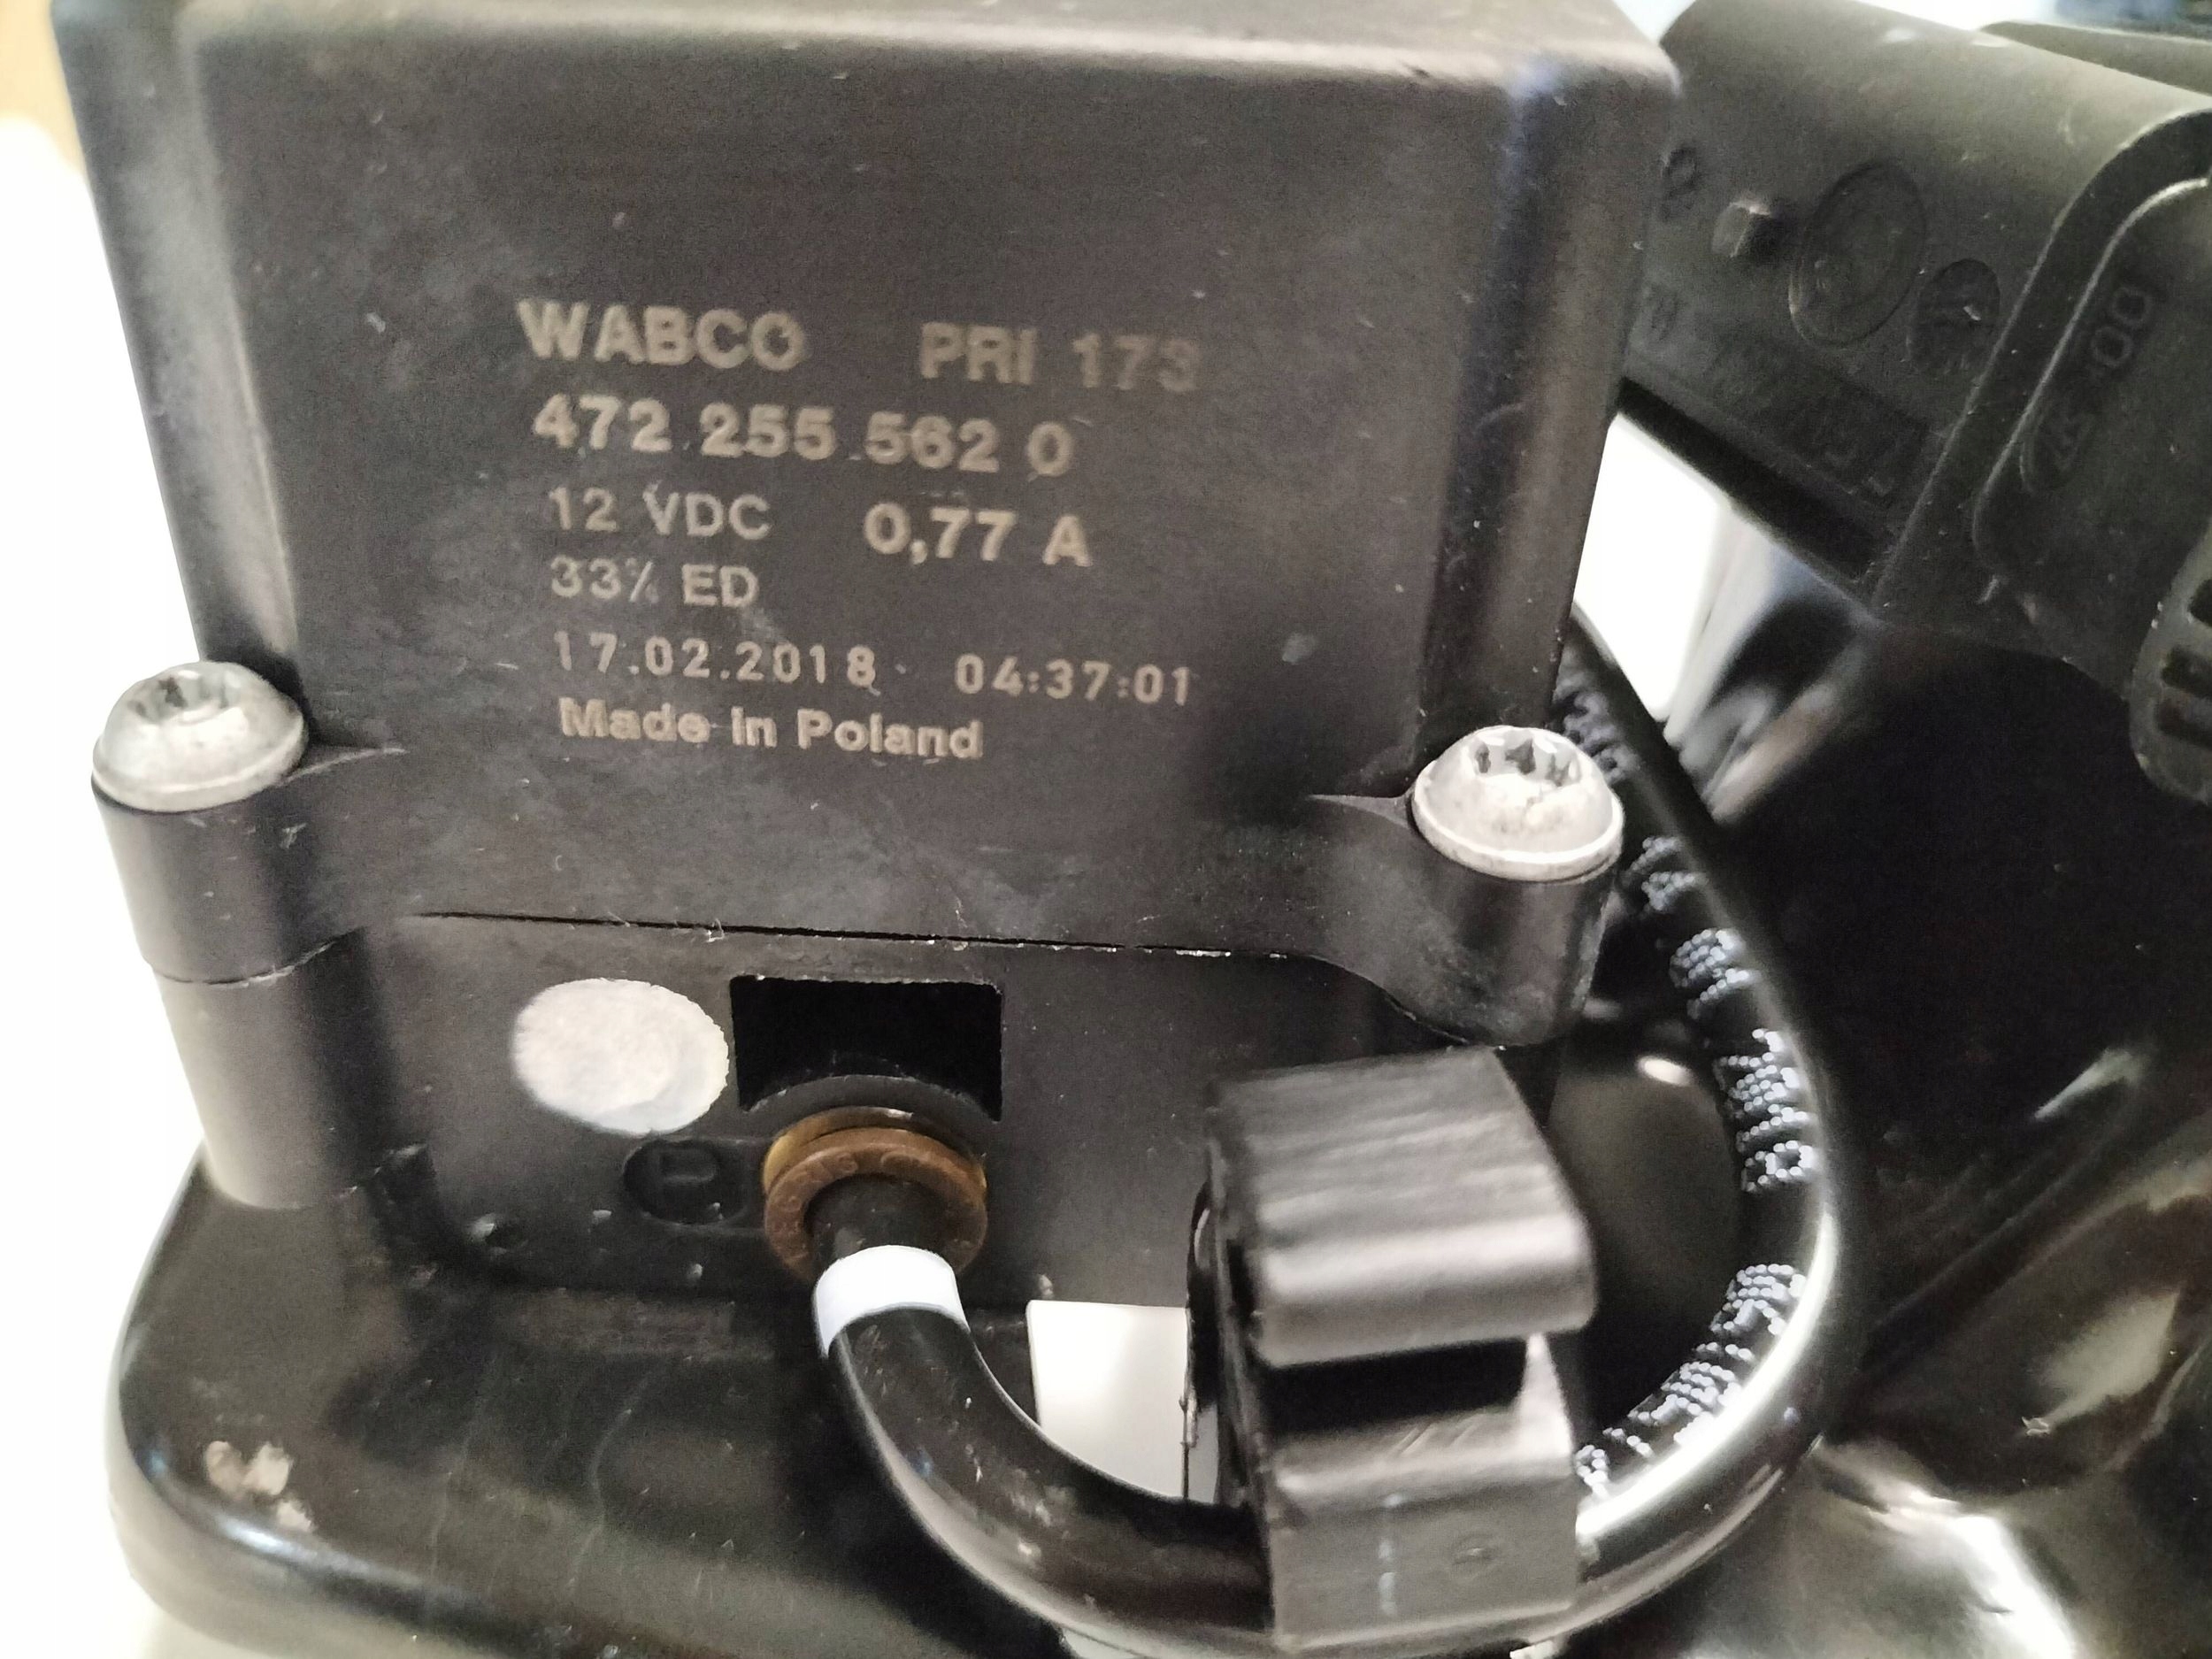 WABCO PRI 173
472 255 562 0
12 VDC 0,77 A
33% ED
17.02.2018 04:37:01
Made in Poland